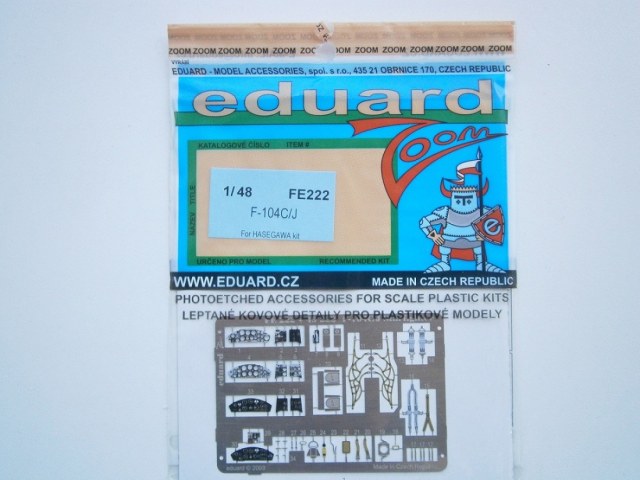 ZOOM ZOOM ZOOM ZOOM ZOOM ZOOM ZOOM ZOOM ZOOM ZOOM ZOOM ZOOM
EDUARD - MODEL ACCESSORIES, spol. s r.o., 435 21 OBRNICE 170, CZECH REPUBLIC
eduard
Zoom
KATALOGOVÉ ČÍSLO ITEM #
NÁZEV TITLE
1/48 FE222
F-104C/J
For HASEGAWA kit
e
URČENO PRO MODEL RECOMMENDED KIT
WWW.EDUARD.CZ MADE IN CZECH REPUBLIC
PHOTOETCHED ACCESSORIES FOR SCALE PLASTIC KITS
LEPTANÉ KOVOVÉ DETAILY PRO PLASTIKOVÉ MODELY
eduard